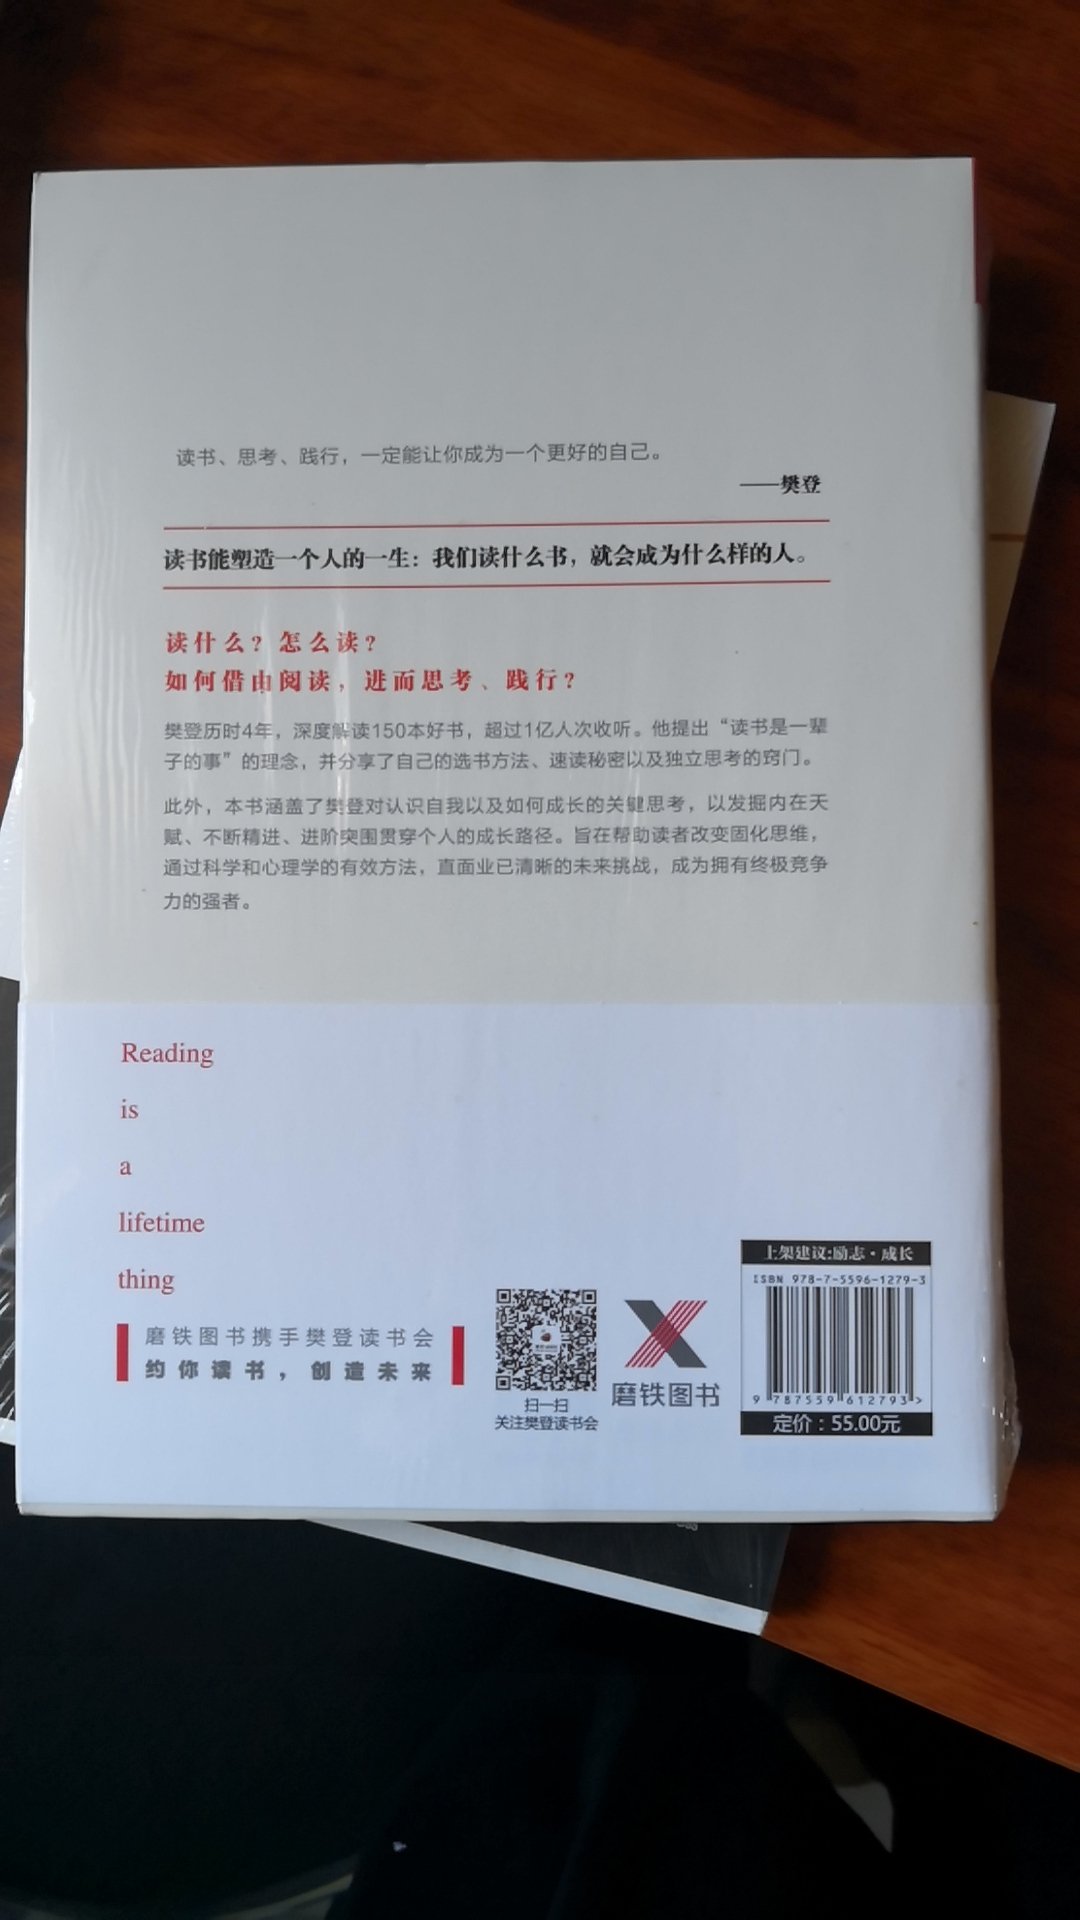 读书、思考、践行，一定能让你成为一个更好的自己。
——樊登
读书能塑造一个人的一生：我们读什么书，就会成为什么样的人。
读什么？怎么读？
如何借由阅读，进而思考、践行？
樊登历时4年，深度解读150本好书，超过1亿人次收听。他提出“读书是一辈
子的事”的理念，并分享了自己的选书方法、速读秘密以及独立思考的窍门。
此外，本书涵盖了樊登对认识自我以及如何成长的关键思考，以发掘内在天
赋、不断精进、进阶突围贯穿个人的成长路径。旨在帮助读者改变固化思维，
通过科学和心理学的有效方法，直面业已清晰的未来挑战，成为拥有终极竞争
力的强者。
Reading
is
a
lifetime
thing
磨铁图书携手樊登读书会
约你读书，创造未来
扫一扫
关注樊登读书会
磨铁图书
上架建议:励志·成长
ISBN 978-7-5596-1279-3
9 787559 612793 >
定价：55.00元